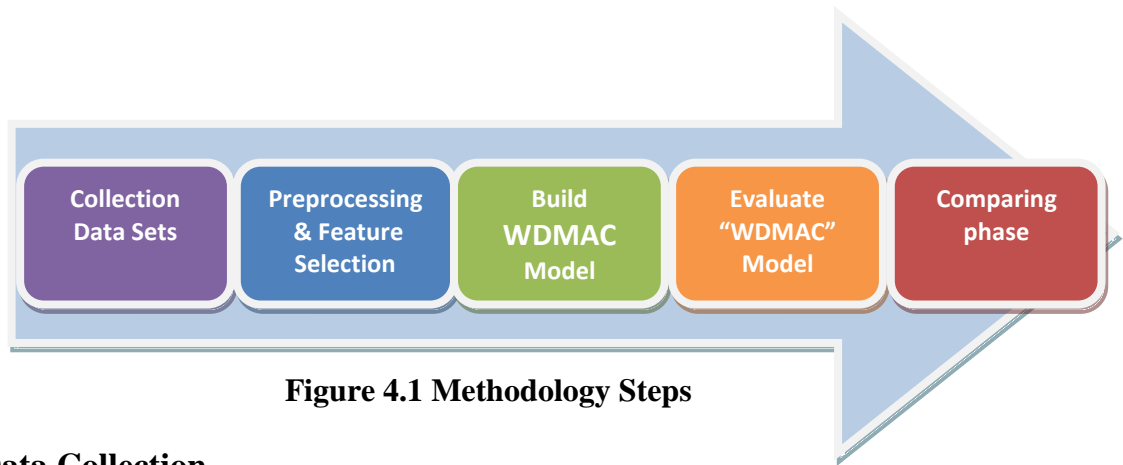 Collection
Data Sets
Preprocessing
& Feature
Selection
Build
WDMAC
Model
Evaluate
“WDMAC”
Model
Comparing
phase
Figure 4.1 Methodology Steps
Collection